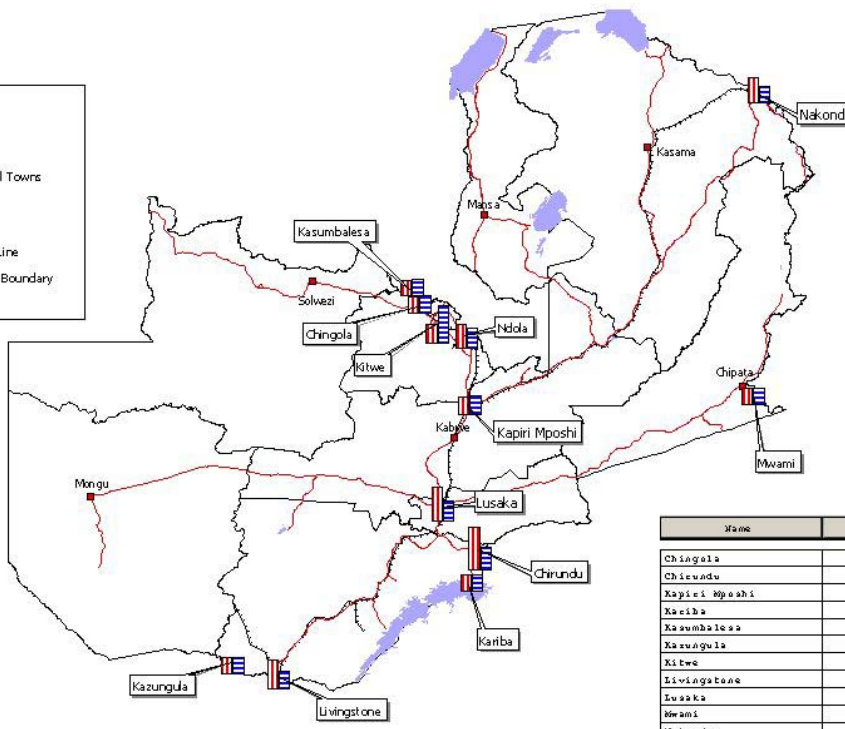 l Towns
ine
Boundary
Nakond
Kasama
Mansa
Kasumbalesa
Solwezi
Chingola
Ndola
Kitwe
Chipata
Kapiri Mposhi
Kabwe
Mwami
Mongu
Lusaka
Chirundu
Kariba
Kazungula
Livingstone
Name
Chingola
Chirundu
Kapiri Mposhi
Kariba
Kasumbalesa
Kazungula
Kitwe
Livingstone
Lusaka
Mwami